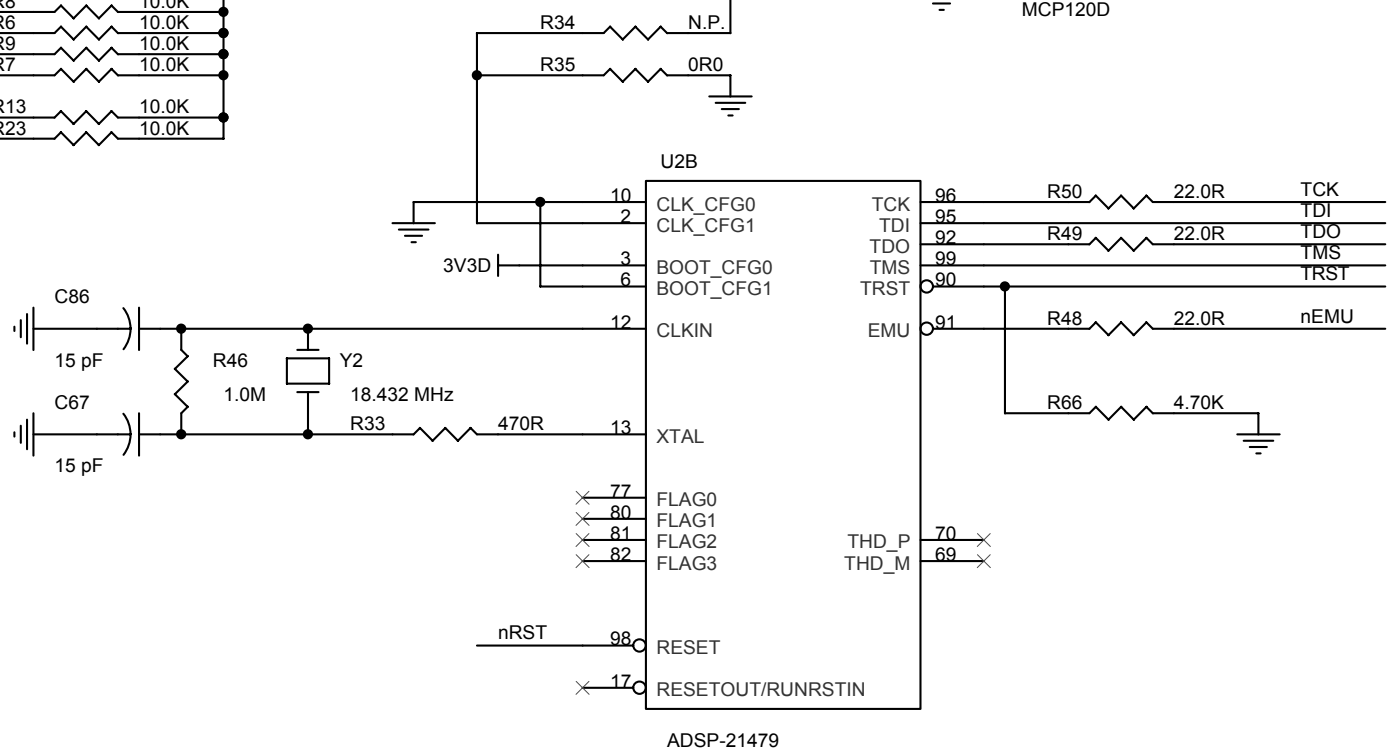 R8 10.0K
R6 10.0K
R9 10.0K
R7 10.0K
R13 10.0K
R23 10.0K
R34 N.P.
R35 0R0
MCP120D
U2B
10 CLK_CFG0
2 CLK_CFG1
3V3D 3 BOOT_CFG0
6 BOOT_CFG1
12 CLKIN
13 XTAL
77 FLAG0
80 FLAG1
81 FLAG2
82 FLAG3
nRST 98 RESET
17 RESETOUT/RUNRSTIN
TCK 96 R50 22.0R TCK
TDI 95 TDI
TDO 92 R49 22.0R TDO
TMS 99 TMS
TRST 90 TRST
EMU 91 R48 22.0R nEMU
R66 4.70K
THD_P 70
THD_M 69
C86
15 pF
R46
1.0M
Y2
18.432 MHz
C67
15 pF
R33 470R
ADSP-21479